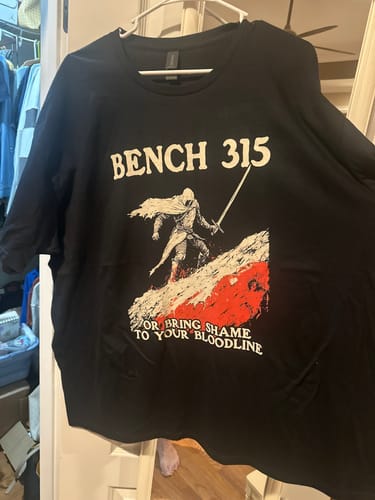 BENCH 315
OR BRING SHAME
TO YOUR BLOODLINE